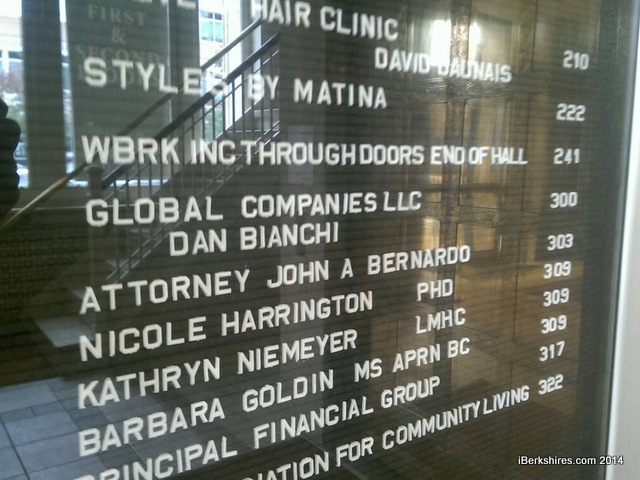 FIRST
&
SECOND
HAIR CLINIC
DAVID DAUNAIS 210
STYLES BY MATINA 222
WBRK INC THROUGH DOORS END OF HALL 241
GLOBAL COMPANIES LLC 300
DAN BIANCHI
ATTORNEY JOHN A BERNARDO 303
NICOLE HARRINGTON PHD 309
KATHRYN NIEMEYER LMHC 309
BARBARA GOLDIN MS APRN BC 309
PRINCIPAL FINANCIAL GROUP 317
FOR COMMUNITY LIVING 322
iBerkshires.com 2014